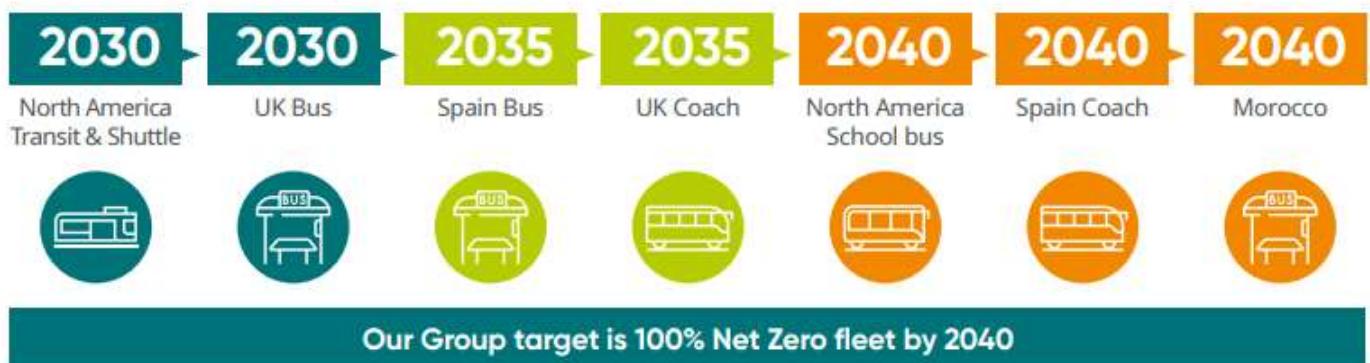 2030
2030
2035
2035
2040
2040
2040
North America
Transit & Shuttle
UK Bus
Spain Bus
UK Coach
North America
School bus
Spain Coach
Morocco
BUS
BUS
BUS
Our Group target is 100% Net Zero fleet by 2040